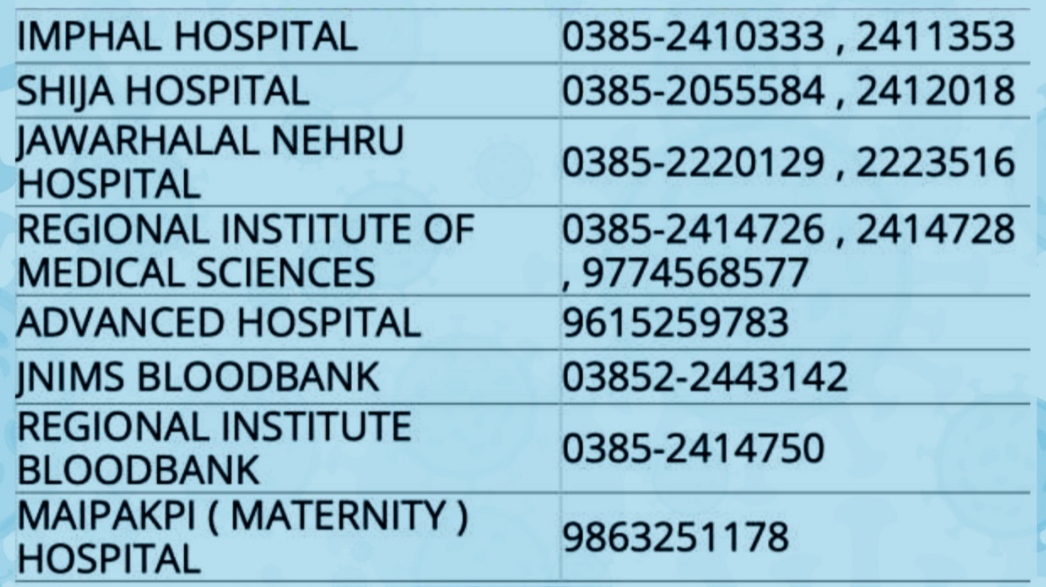 IMPHAL HOSPITAL 0385-2410333 , 2411353
SHIJA HOSPITAL 0385-2055584 , 2412018
JAWARHALAL NEHRU
HOSPITAL 0385-2220129 , 2223516
REGIONAL INSTITUTE OF 0385-2414726 , 2414728
MEDICAL SCIENCES , 9774568577
ADVANCED HOSPITAL 9615259783
JNIMS BLOODBANK 03852-2443142
REGIONAL INSTITUTE
BLOODBANK 0385-2414750
MAIPAKPI ( MATERNITY )
HOSPITAL 9863251178